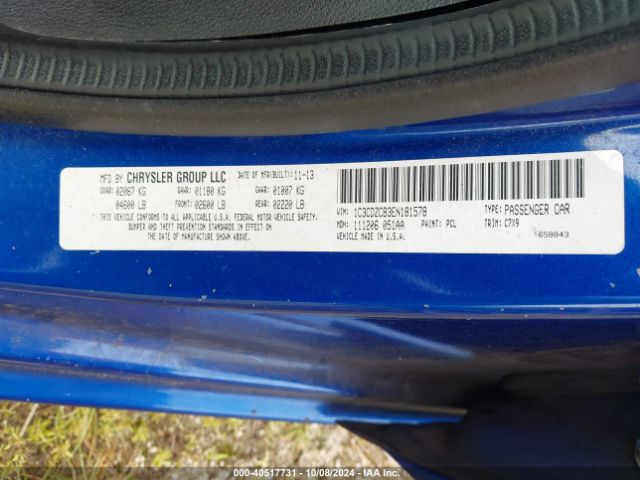 MFD BY CHRYSLER GROUP LLC DATE OF MFR(BUILT): 11-13
GVWR 02087 KG GAWR 01180 KG GAWR 01007 KG
04600 LB FRONT: 02600 LB REAR: 02220 LB
THIS VEHICLE CONFORMS TO ALL APPLICABLE U.S.A. FEDERAL MOTOR VEHICLE SAFETY,
BUMPER AND THEFT PREVENTION STANDARDS IN EFFECT ON
THE DATE OF MANUFACTURE SHOWN ABOVE.
VIN: 1C3CDZCB3EN181578 TYPE: PASSENGER CAR
MDH: 111206 051AA PAINT: PCL TRIM: C7X9
VEHICLE MADE IN U.S.A. 658843
000-40517731 - 10/08/2024 - IAA Inc.